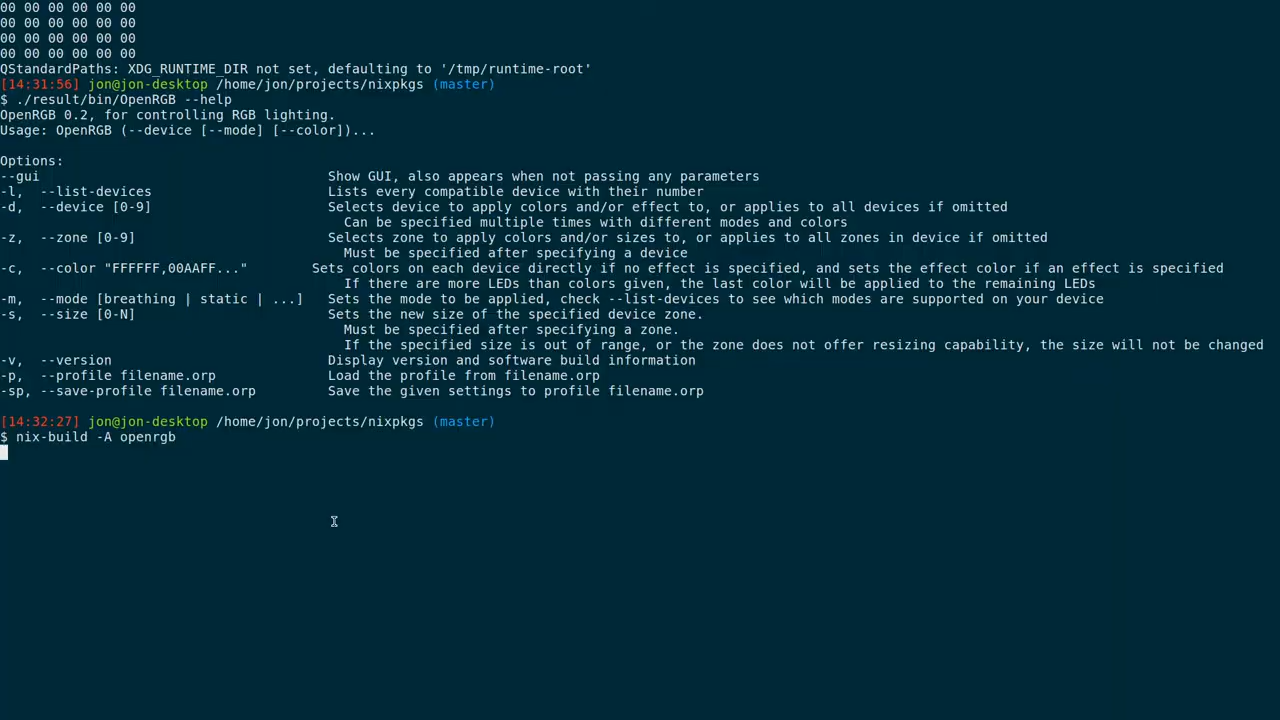 00 00 00 00 00 00
00 00 00 00 00 00
00 00 00 00 00 00
00 00 00 00 00 00
QStandardPaths: XDG_RUNTIME_DIR not set, defaulting to '/tmp/runtime-root'
[14:31:56] jon@jon-desktop /home/jon/projects/nixpkgs (master)
$ ./result/bin/OpenRGB --help
OpenRGB 0.2, for controlling RGB lighting.
Usage: OpenRGB (--device [--mode] [--color])...
Options:
--gui Show GUI, also appears when not passing any parameters
-l, --list-devices Lists every compatible device with their number
-d, --device [0-9] Selects device to apply colors and/or effect to, or applies to all devices if omitted
Can be specified multiple times with different modes and colors
-z, --zone [0-9] Selects zone to apply colors and/or sizes to, or applies to all zones in device if omitted
Must be specified after specifying a device
-c, --color "FFFFFF,00AAFF..." Sets colors on each device directly if no effect is specified, and sets the effect color if an effect is specified
If there are more LEDs than colors given, the last color will be applied to the remaining LEDs
-m, --mode [breathing | static | ...] Sets the mode to be applied, check --list-devices to see which modes are supported on your device
-s, --size [0-N] Sets the new size of the specified device zone.
Must be specified after specifying a zone.
If the specified size is out of range, or the zone does not offer resizing capability, the size will not be changed
-v, --version Display version and software build information
-p, --profile filename.orp Load the profile from filename.orp
-sp, --save-profile filename.orp Save the given settings to profile filename.orp
[14:32:27] jon@jon-desktop /home/jon/projects/nixpkgs (master)
$ nix-build -A openrgb